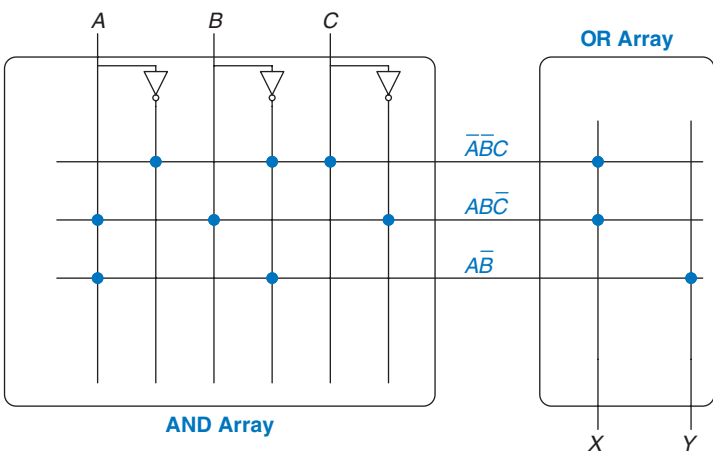 A B C
OR Array
A̅B̅C
ABC̅
AB̅
AND Array
X Y